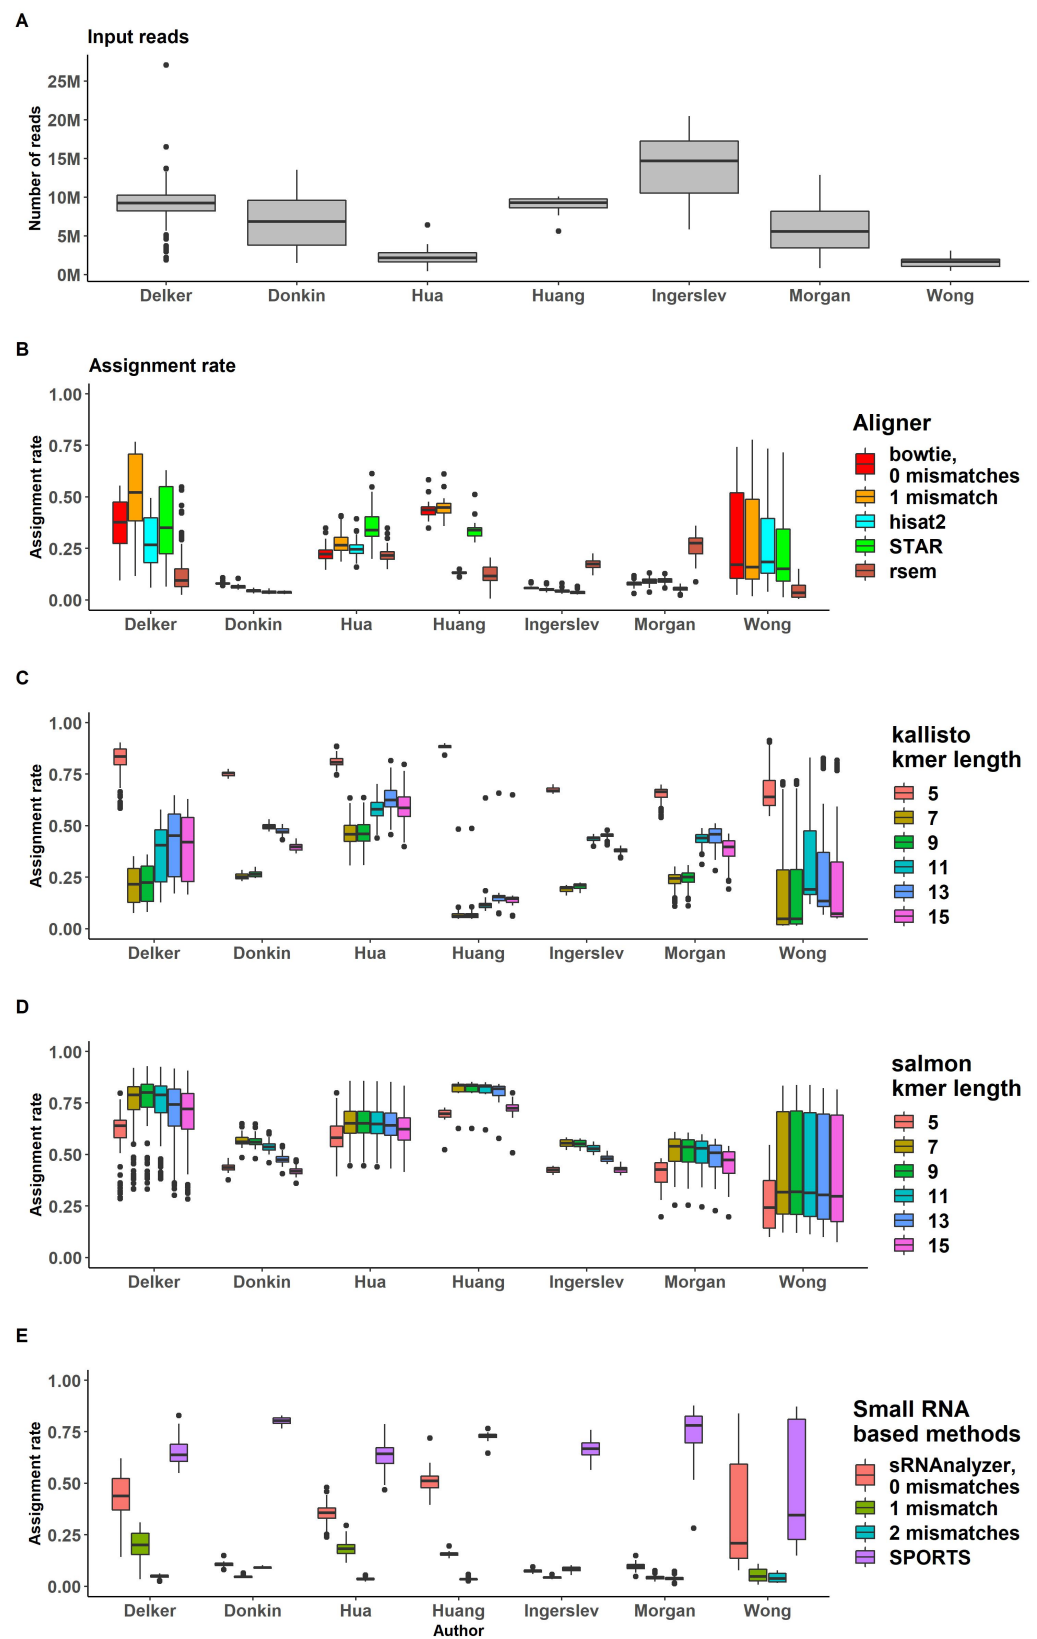 A
Input reads
Number of reads
25M
20M
15M
10M
5M
0M
Delker Donkin Hua Huang Ingerslev Morgan Wong
B
Assignment rate
Assignment rate
1.00
0.75
0.50
0.25
0.00
Delker Donkin Hua Huang Ingerslev Morgan Wong
Aligner
bowtie,
0 mismatches
1 mismatch
hisat2
STAR
rsem
C
Assignment rate
1.00
0.75
0.50
0.25
0.00
Delker Donkin Hua Huang Ingerslev Morgan Wong
kallisto
kmer length
5
7
9
11
13
15
D
Assignment rate
1.00
0.75
0.50
0.25
0.00
Delker Donkin Hua Huang Ingerslev Morgan Wong
salmon
kmer length
5
7
9
11
13
15
E
Assignment rate
1.00
0.75
0.50
0.25
0.00
Delker Donkin Hua Huang Ingerslev Morgan Wong
Author
Small RNA
based methods
sRNAnalyzer,
0 mismatches
1 mismatch
2 mismatches
SPORTS